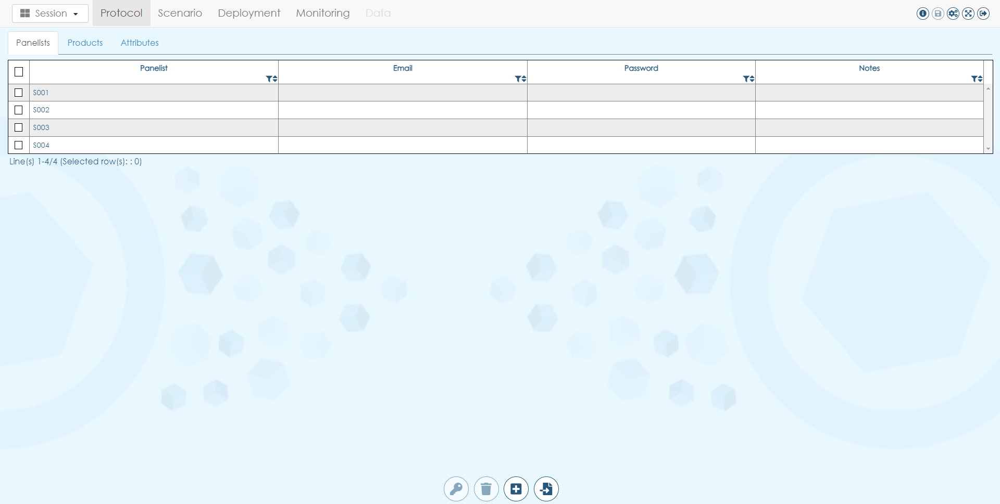 Session Protocol Scenario Deployment Monitoring Data
Panelists Products Attributes
Panelist Email Password Notes
S001
S002
S003
S004
Line(s) 1-4/4 (Selected row(s): : 0)